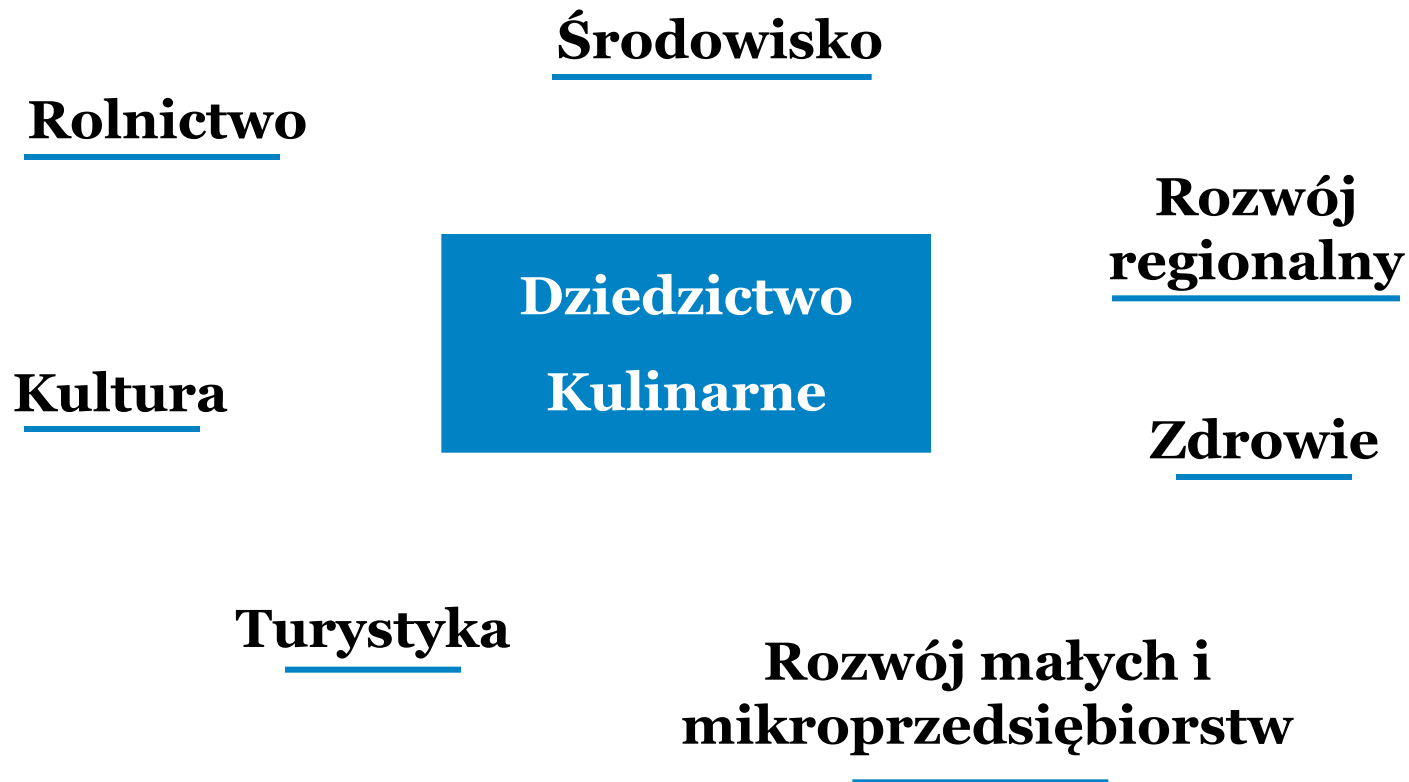 Środowisko
Rolnictwo
Rozwój
regionalny
Dziedzictwo
Kulinarne
Kultura
Zdrowie
Turystyka
Rozwój małych i
mikroprzedsiębiorstw